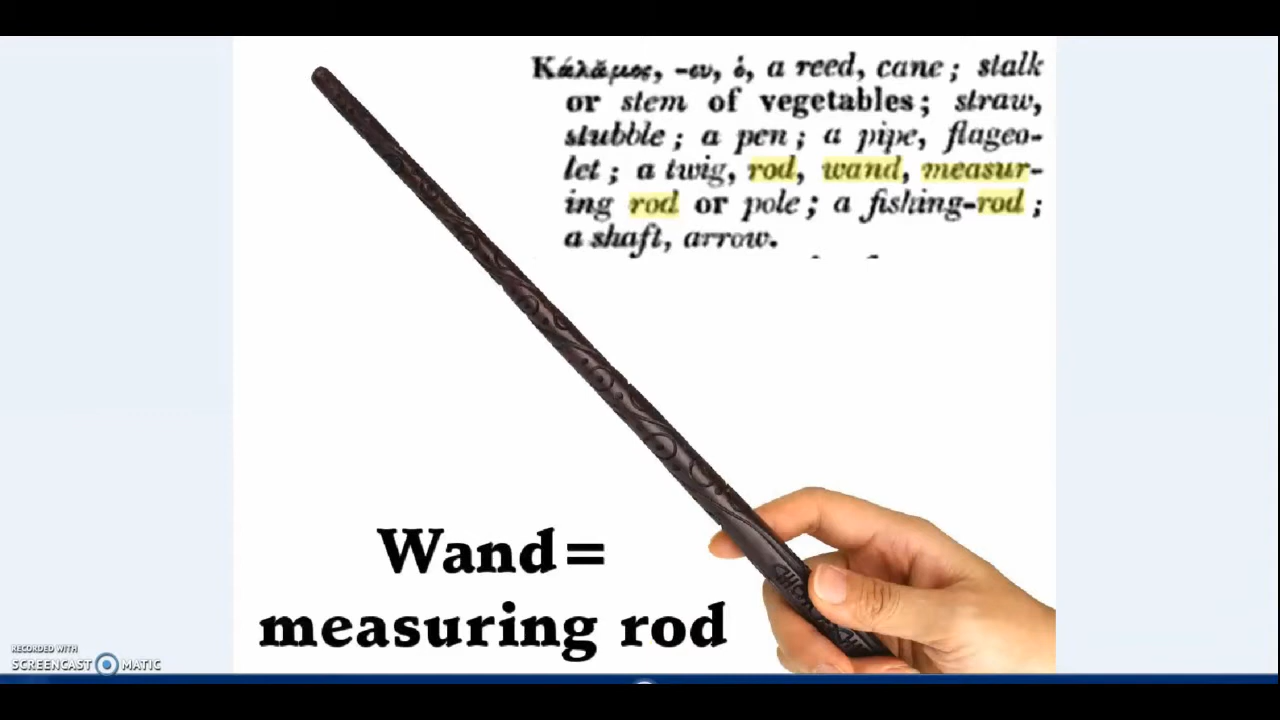 Κάλᾰμος, -ου, ὁ, a reed, cane; stalk
or stem of vegetables; straw,
stubble; a pen; a pipe, flageo-
let; a twig, rod, wand, measur-
ing rod or pole; a fishing-rod;
a shaft, arrow.
Wand=
measuring rod
RECORDED WITH
SCREENCAST MATIC